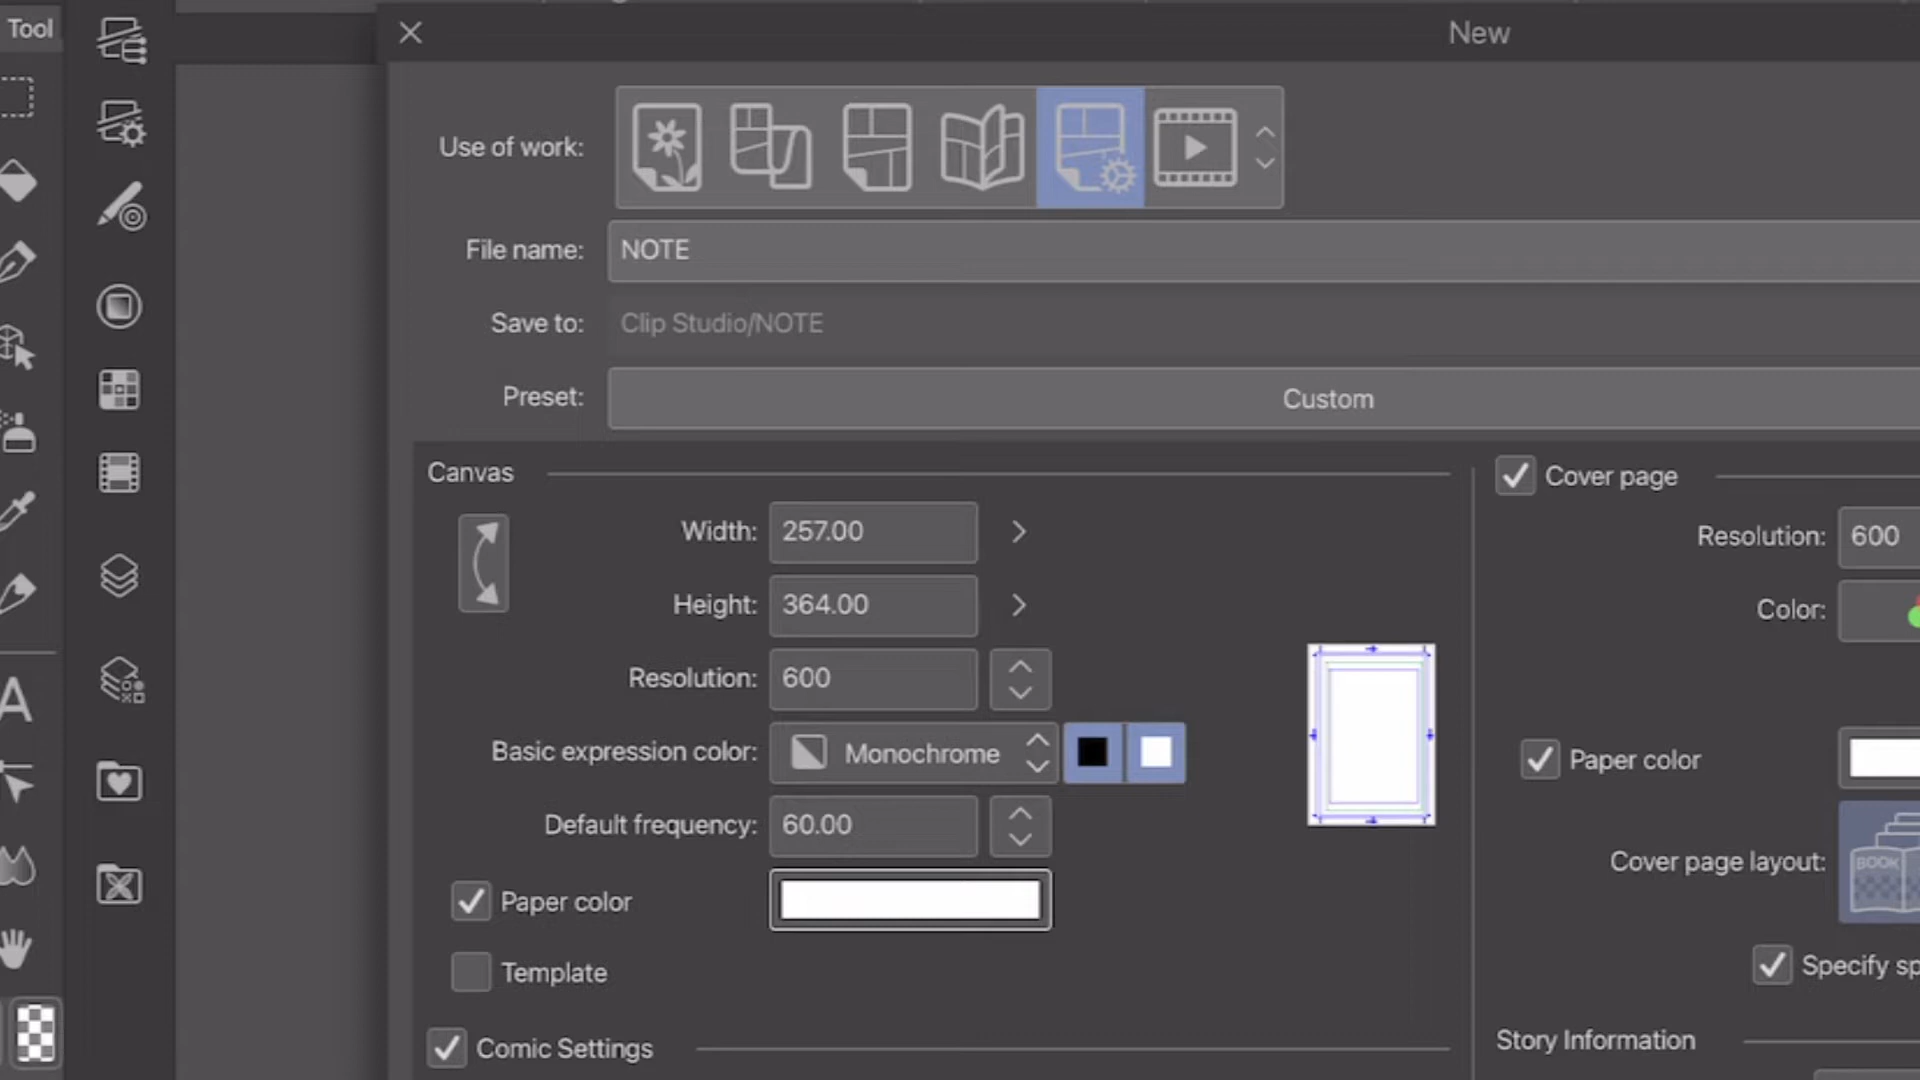 Tool
New
Use of work:
File name: NOTE
Save to: Clip Studio/NOTE
Preset: Custom
Canvas
Width: 257.00
Height: 364.00
Resolution: 600
Basic expression color: Monochrome
Default frequency: 60.00
Paper color
Template
Comic Settings
Cover page
Resolution: 600
Color:
Paper color
Cover page layout: BOOK
Specify sp
Story Information